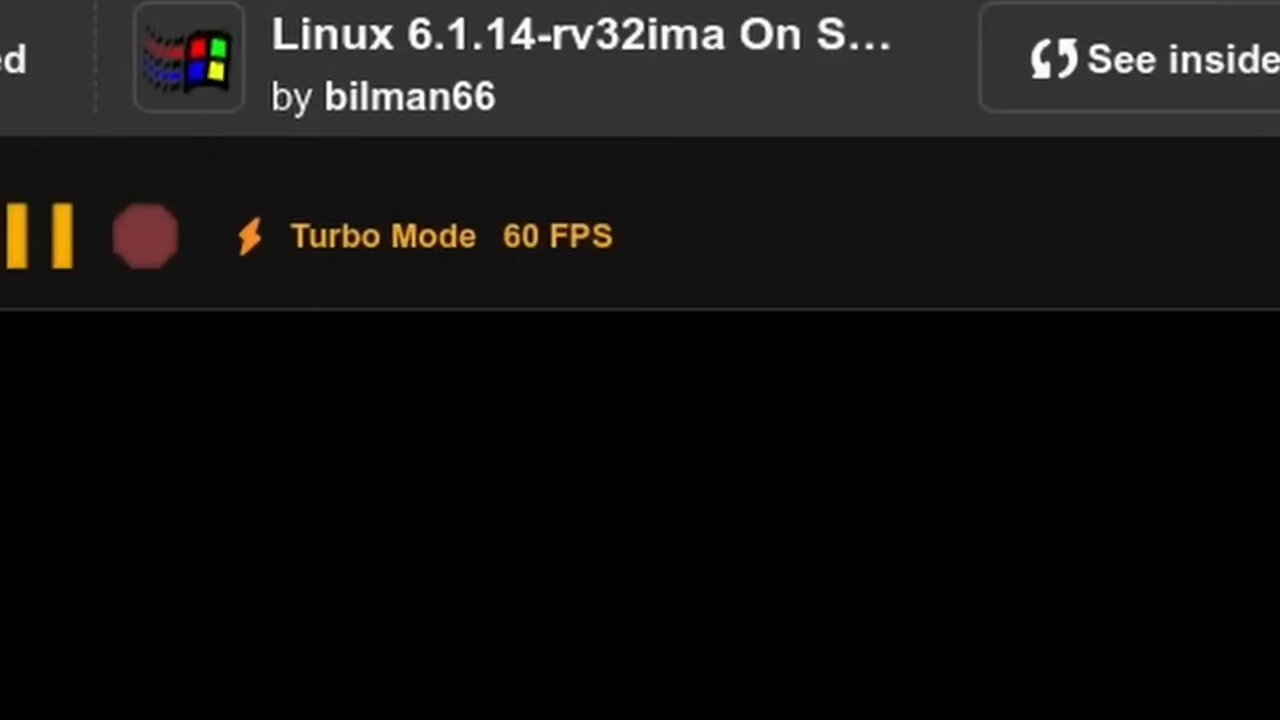 ed
Linux 6.1.14-rv32ima On S...
by bilman66
See inside
Turbo Mode 60 FPS